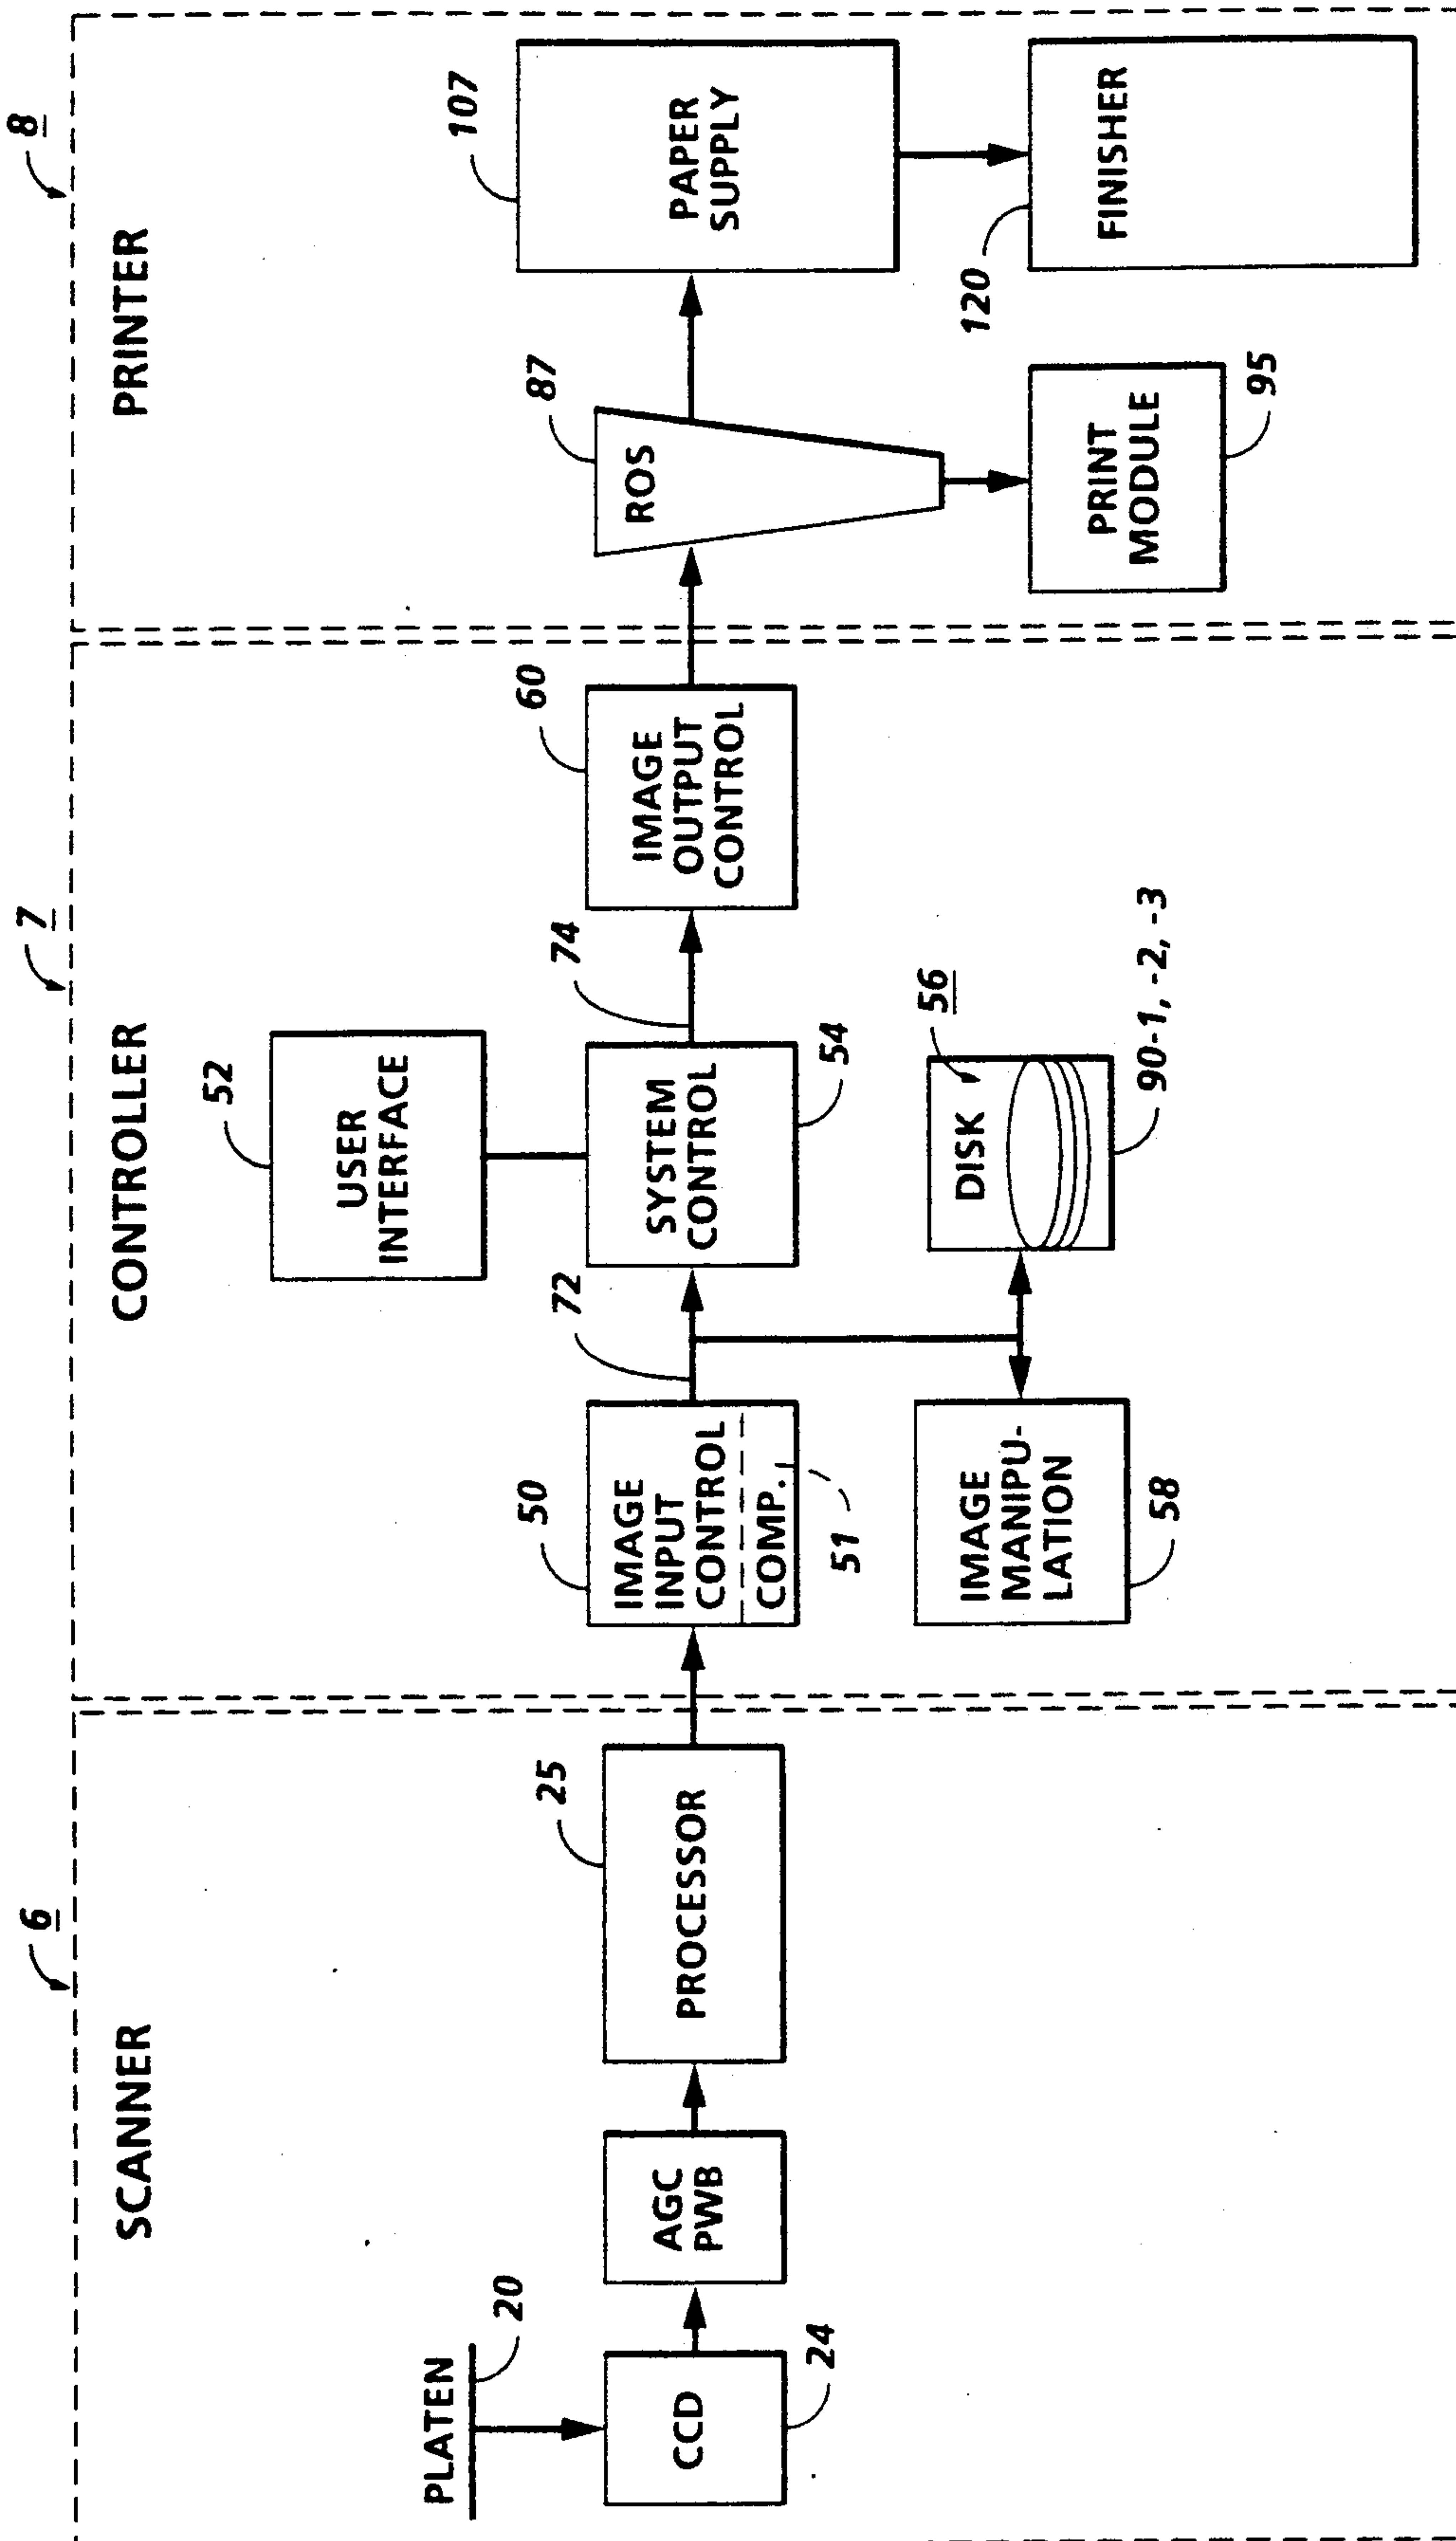 6
SCANNER
PLATEN
20
CCD
24
AGC
PWB
PROCESSOR
25
7
CONTROLLER
USER
INTERFACE
52
IMAGE
INPUT
CONTROL
COMP.
50
51
72
SYSTEM
CONTROL
54
74
IMAGE
OUTPUT
CONTROL
60
IMAGE
MANIPU-
LATION
58
DISK
56
90-1, -2, -3
8
PRINTER
ROS
87
PAPER
SUPPLY
107
PRINT
MODULE
95
FINISHER
120